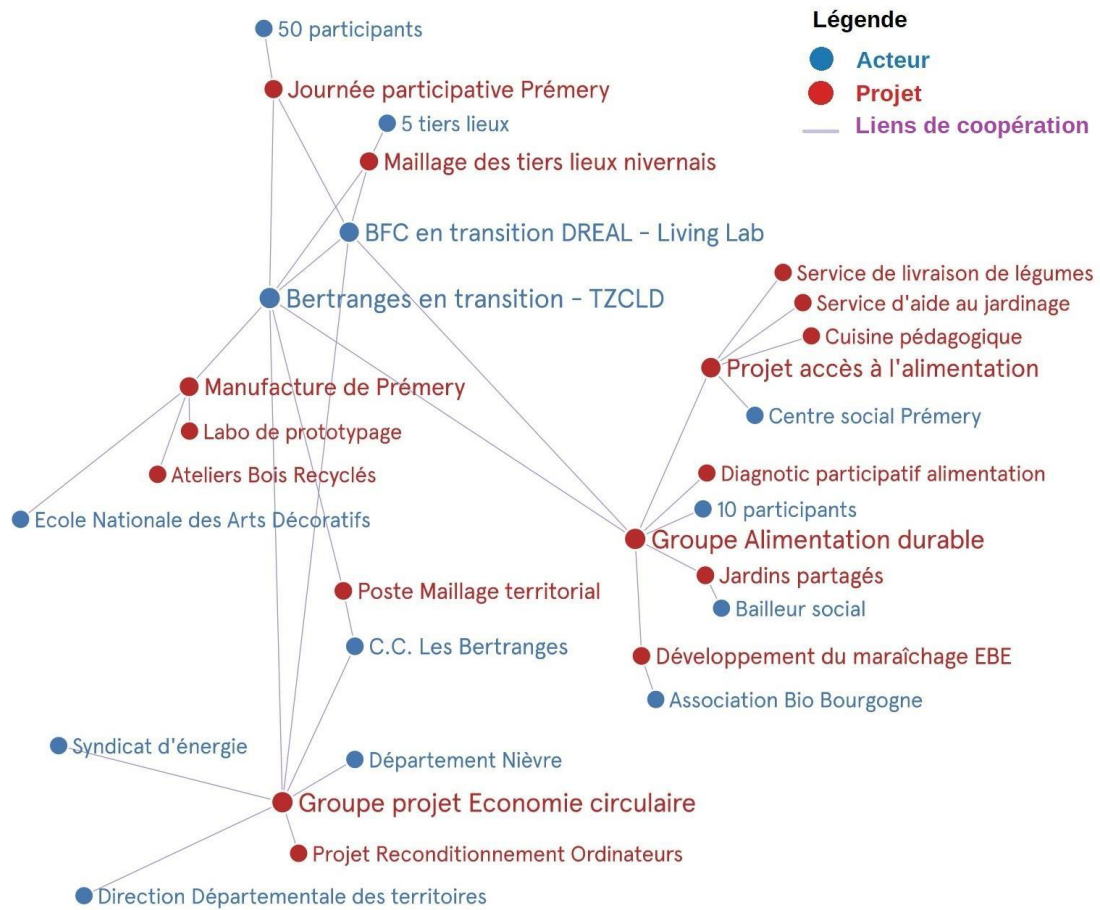 Légende
50 participants
Acteur
Journée participative Prémery
Projet
5 tiers lieux
Liens de coopération
Maillage des tiers lieux nivernais
BFC en transition DREAL - Living Lab
Service de livraison de légumes
Bertranges en transition - TZCLD
Service d'aide au jardinage
Cuisine pédagogique
Projet accès à l'alimentation
Manufacture de Prémery
Centre social Prémery
Labo de prototypage
Ateliers Bois Recyclés
Diagnotic participatif alimentation
10 participants
Ecole Nationale des Arts Décoratifs
Groupe Alimentation durable
Jardins partagés
Poste Maillage territorial
Bailleur social
C.C. Les Bertranges
Développement du maraîchage EBE
Association Bio Bourgogne
Syndicat d'énergie
Département Nièvre
Groupe projet Economie circulaire
Projet Reconditionnement Ordinateurs
Direction Départementale des territoires